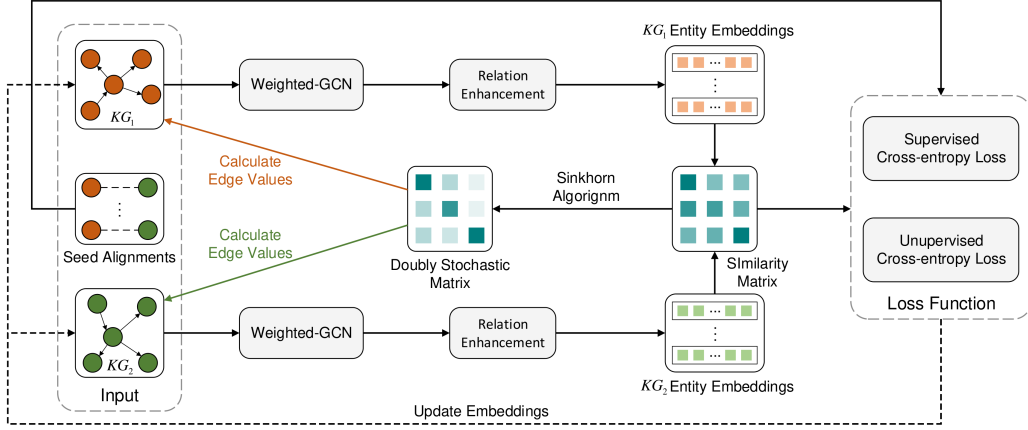 KG₁ Entity Embeddings
Weighted-GCN
Relation
Enhancement
...
...
KG₁
Supervised
Cross-entropy Loss
Calculate
Edge Values
Sinkhorn
Algorignm
Calculate
Edge Values
Seed Alignments
Doubly Stochastic
Matrix
SImilarity
Matrix
Unupervised
Cross-entropy Loss
Loss Function
Weighted-GCN
Relation
Enhancement
...
...
KG₂
Input
KG₂ Entity Embeddings
Update Embeddings